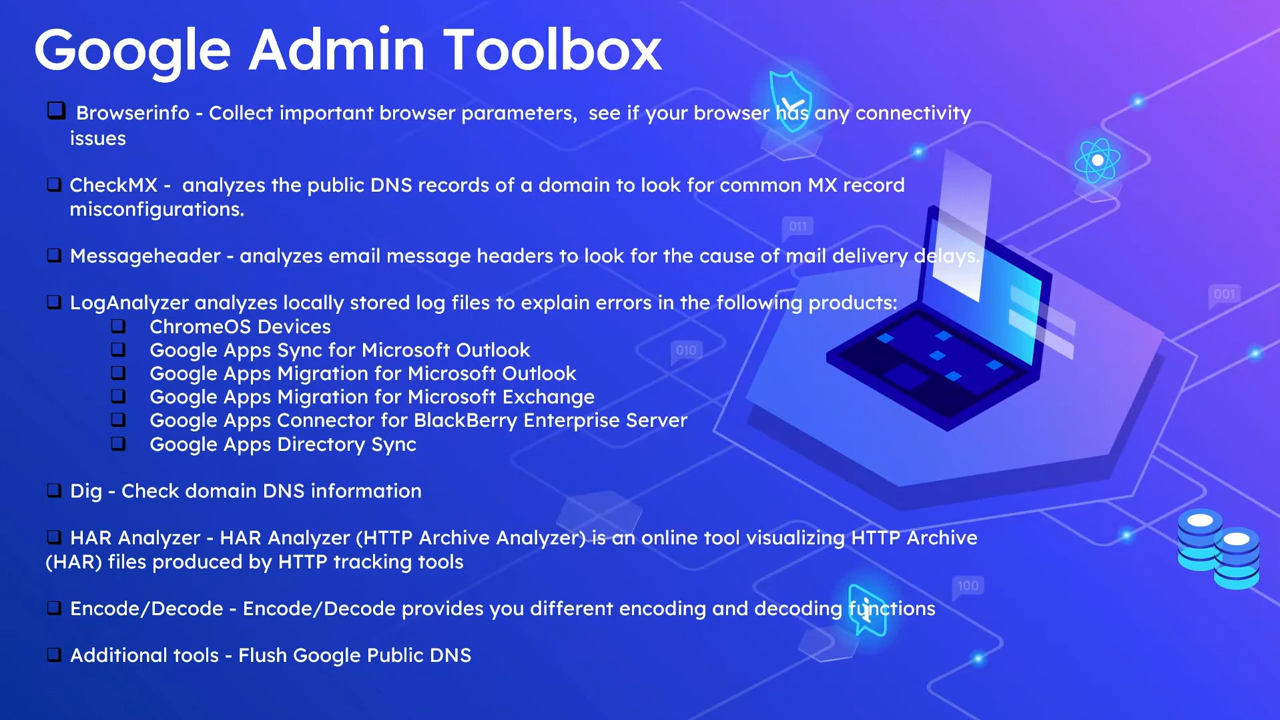 Google Admin Toolbox
❑ Browserinfo - Collect important browser parameters,  see if your browser has any connectivity
issues
❑ CheckMX -  analyzes the public DNS records of a domain to look for common MX record
misconfigurations.
❑ Messageheader - analyzes email message headers to look for the cause of mail delivery delays.
❑ LogAnalyzer analyzes locally stored log files to explain errors in the following products:
❑ ChromeOS Devices
❑ Google Apps Sync for Microsoft Outlook
❑ Google Apps Migration for Microsoft Outlook
❑ Google Apps Migration for Microsoft Exchange
❑ Google Apps Connector for BlackBerry Enterprise Server
❑ Google Apps Directory Sync
❑ Dig - Check domain DNS information
❑ HAR Analyzer - HAR Analyzer (HTTP Archive Analyzer) is an online tool visualizing HTTP Archive
(HAR) files produced by HTTP tracking tools
❑ Encode/Decode - Encode/Decode provides you different encoding and decoding functions
❑ Additional tools - Flush Google Public DNS
011
001
010
100